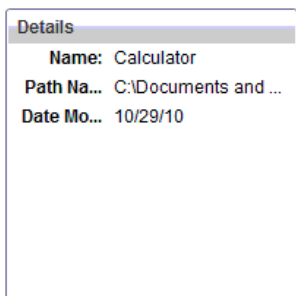 Details
Name: Calculator
Path Na... C:\Documents and ...
Date Mo... 10/29/10